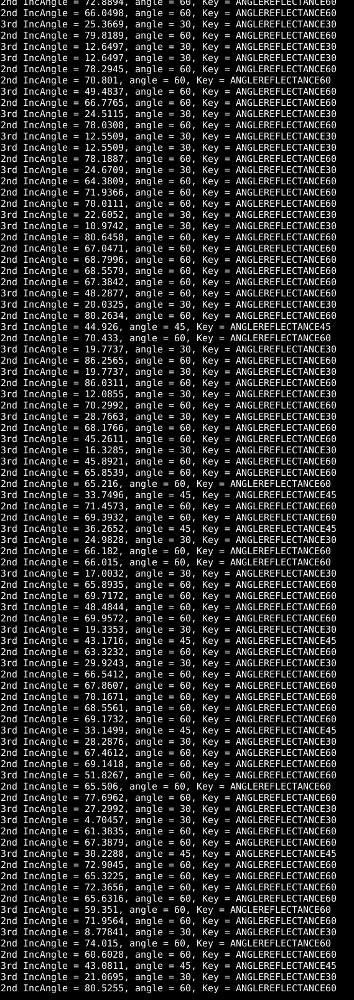 2nd IncAngle = 72.8894, angle = 60, Key = ANGLEREFLECTANCE60
2nd IncAngle = 66.0498, angle = 60, Key = ANGLEREFLECTANCE60
3rd IncAngle = 25.3669, angle = 30, Key = ANGLEREFLECTANCE30
2nd IncAngle = 79.8189, angle = 60, Key = ANGLEREFLECTANCE60
3rd IncAngle = 12.6497, angle = 30, Key = ANGLEREFLECTANCE30
3rd IncAngle = 12.6497, angle = 30, Key = ANGLEREFLECTANCE30
2nd IncAngle = 78.2945, angle = 60, Key = ANGLEREFLECTANCE60
2nd IncAngle = 70.801, angle = 60, Key = ANGLEREFLECTANCE60
3rd IncAngle = 49.4837, angle = 60, Key = ANGLEREFLECTANCE60
2nd IncAngle = 66.7765, angle = 60, Key = ANGLEREFLECTANCE60
3rd IncAngle = 24.5115, angle = 30, Key = ANGLEREFLECTANCE30
2nd IncAngle = 78.0308, angle = 60, Key = ANGLEREFLECTANCE60
3rd IncAngle = 12.5509, angle = 30, Key = ANGLEREFLECTANCE30
3rd IncAngle = 12.5509, angle = 30, Key = ANGLEREFLECTANCE30
2nd IncAngle = 78.1887, angle = 60, Key = ANGLEREFLECTANCE60
3rd IncAngle = 24.6709, angle = 30, Key = ANGLEREFLECTANCE30
2nd IncAngle = 64.3809, angle = 60, Key = ANGLEREFLECTANCE60
2nd IncAngle = 71.9366, angle = 60, Key = ANGLEREFLECTANCE60
2nd IncAngle = 70.0111, angle = 60, Key = ANGLEREFLECTANCE60
3rd IncAngle = 22.6052, angle = 30, Key = ANGLEREFLECTANCE30
3rd IncAngle = 10.9742, angle = 30, Key = ANGLEREFLECTANCE30
2nd IncAngle = 80.6458, angle = 60, Key = ANGLEREFLECTANCE60
2nd IncAngle = 67.0471, angle = 60, Key = ANGLEREFLECTANCE60
2nd IncAngle = 68.7996, angle = 60, Key = ANGLEREFLECTANCE60
2nd IncAngle = 68.5579, angle = 60, Key = ANGLEREFLECTANCE60
2nd IncAngle = 67.3842, angle = 60, Key = ANGLEREFLECTANCE60
3rd IncAngle = 48.2877, angle = 60, Key = ANGLEREFLECTANCE60
3rd IncAngle = 20.0325, angle = 30, Key = ANGLEREFLECTANCE30
2nd IncAngle = 80.2634, angle = 60, Key = ANGLEREFLECTANCE60
3rd IncAngle = 44.926, angle = 45, Key = ANGLEREFLECTANCE45
2nd IncAngle = 70.433, angle = 60, Key = ANGLEREFLECTANCE60
3rd IncAngle = 19.7737, angle = 30, Key = ANGLEREFLECTANCE30
2nd IncAngle = 86.2565, angle = 60, Key = ANGLEREFLECTANCE60
3rd IncAngle = 19.7737, angle = 30, Key = ANGLEREFLECTANCE30
2nd IncAngle = 86.0311, angle = 60, Key = ANGLEREFLECTANCE60
3rd IncAngle = 12.0855, angle = 30, Key = ANGLEREFLECTANCE30
2nd IncAngle = 70.2992, angle = 60, Key = ANGLEREFLECTANCE60
3rd IncAngle = 28.7663, angle = 30, Key = ANGLEREFLECTANCE30
2nd IncAngle = 68.1766, angle = 60, Key = ANGLEREFLECTANCE60
3rd IncAngle = 45.2611, angle = 60, Key = ANGLEREFLECTANCE60
3rd IncAngle = 16.3285, angle = 30, Key = ANGLEREFLECTANCE30
3rd IncAngle = 45.8921, angle = 60, Key = ANGLEREFLECTANCE60
2nd IncAngle = 65.8539, angle = 60, Key = ANGLEREFLECTANCE60
2nd IncAngle = 65.216, angle = 60, Key = ANGLEREFLECTANCE60
3rd IncAngle = 33.7496, angle = 45, Key = ANGLEREFLECTANCE45
2nd IncAngle = 71.4573, angle = 60, Key = ANGLEREFLECTANCE60
2nd IncAngle = 69.3932, angle = 60, Key = ANGLEREFLECTANCE60
3rd IncAngle = 36.2652, angle = 45, Key = ANGLEREFLECTANCE45
3rd IncAngle = 24.9828, angle = 30, Key = ANGLEREFLECTANCE30
2nd IncAngle = 66.182, angle = 60, Key = ANGLEREFLECTANCE60
2nd IncAngle = 66.015, angle = 60, Key = ANGLEREFLECTANCE60
3rd IncAngle = 17.0032, angle = 30, Key = ANGLEREFLECTANCE30
2nd IncAngle = 65.8935, angle = 60, Key = ANGLEREFLECTANCE60
2nd IncAngle = 69.7172, angle = 60, Key = ANGLEREFLECTANCE60
3rd IncAngle = 48.4844, angle = 60, Key = ANGLEREFLECTANCE60
2nd IncAngle = 69.9572, angle = 60, Key = ANGLEREFLECTANCE60
3rd IncAngle = 19.3353, angle = 30, Key = ANGLEREFLECTANCE30
3rd IncAngle = 43.1716, angle = 45, Key = ANGLEREFLECTANCE45
2nd IncAngle = 63.3232, angle = 60, Key = ANGLEREFLECTANCE60
3rd IncAngle = 29.9243, angle = 30, Key = ANGLEREFLECTANCE30
2nd IncAngle = 66.5412, angle = 60, Key = ANGLEREFLECTANCE60
2nd IncAngle = 67.8607, angle = 60, Key = ANGLEREFLECTANCE60
2nd IncAngle = 70.1671, angle = 60, Key = ANGLEREFLECTANCE60
2nd IncAngle = 68.5561, angle = 60, Key = ANGLEREFLECTANCE60
2nd IncAngle = 69.1732, angle = 60, Key = ANGLEREFLECTANCE60
3rd IncAngle = 33.1499, angle = 45, Key = ANGLEREFLECTANCE45
3rd IncAngle = 28.2876, angle = 30, Key = ANGLEREFLECTANCE30
2nd IncAngle = 67.4612, angle = 60, Key = ANGLEREFLECTANCE60
2nd IncAngle = 69.1418, angle = 60, Key = ANGLEREFLECTANCE60
3rd IncAngle = 51.8267, angle = 60, Key = ANGLEREFLECTANCE60
2nd IncAngle = 65.506, angle = 60, Key = ANGLEREFLECTANCE60
2nd IncAngle = 77.6962, angle = 60, Key = ANGLEREFLECTANCE60
3rd IncAngle = 27.2992, angle = 30, Key = ANGLEREFLECTANCE30
3rd IncAngle = 4.70457, angle = 30, Key = ANGLEREFLECTANCE30
2nd IncAngle = 61.3835, angle = 60, Key = ANGLEREFLECTANCE60
2nd IncAngle = 67.3879, angle = 60, Key = ANGLEREFLECTANCE60
3rd IncAngle = 30.2288, angle = 45, Key = ANGLEREFLECTANCE45
2nd IncAngle = 72.9045, angle = 60, Key = ANGLEREFLECTANCE60
2nd IncAngle = 65.3225, angle = 60, Key = ANGLEREFLECTANCE60
2nd IncAngle = 72.3656, angle = 60, Key = ANGLEREFLECTANCE60
2nd IncAngle = 65.6316, angle = 60, Key = ANGLEREFLECTANCE60
3rd IncAngle = 59.351, angle = 60, Key = ANGLEREFLECTANCE60
2nd IncAngle = 71.9564, angle = 60, Key = ANGLEREFLECTANCE60
3rd IncAngle = 8.77841, angle = 30, Key = ANGLEREFLECTANCE30
2nd IncAngle = 74.015, angle = 60, Key = ANGLEREFLECTANCE60
2nd IncAngle = 60.6028, angle = 60, Key = ANGLEREFLECTANCE60
3rd IncAngle = 43.0811, angle = 45, Key = ANGLEREFLECTANCE45
3rd IncAngle = 21.0695, angle = 30, Key = ANGLEREFLECTANCE30
2nd IncAngle = 80.5255, angle = 60, Key = ANGLEREFLECTANCE60